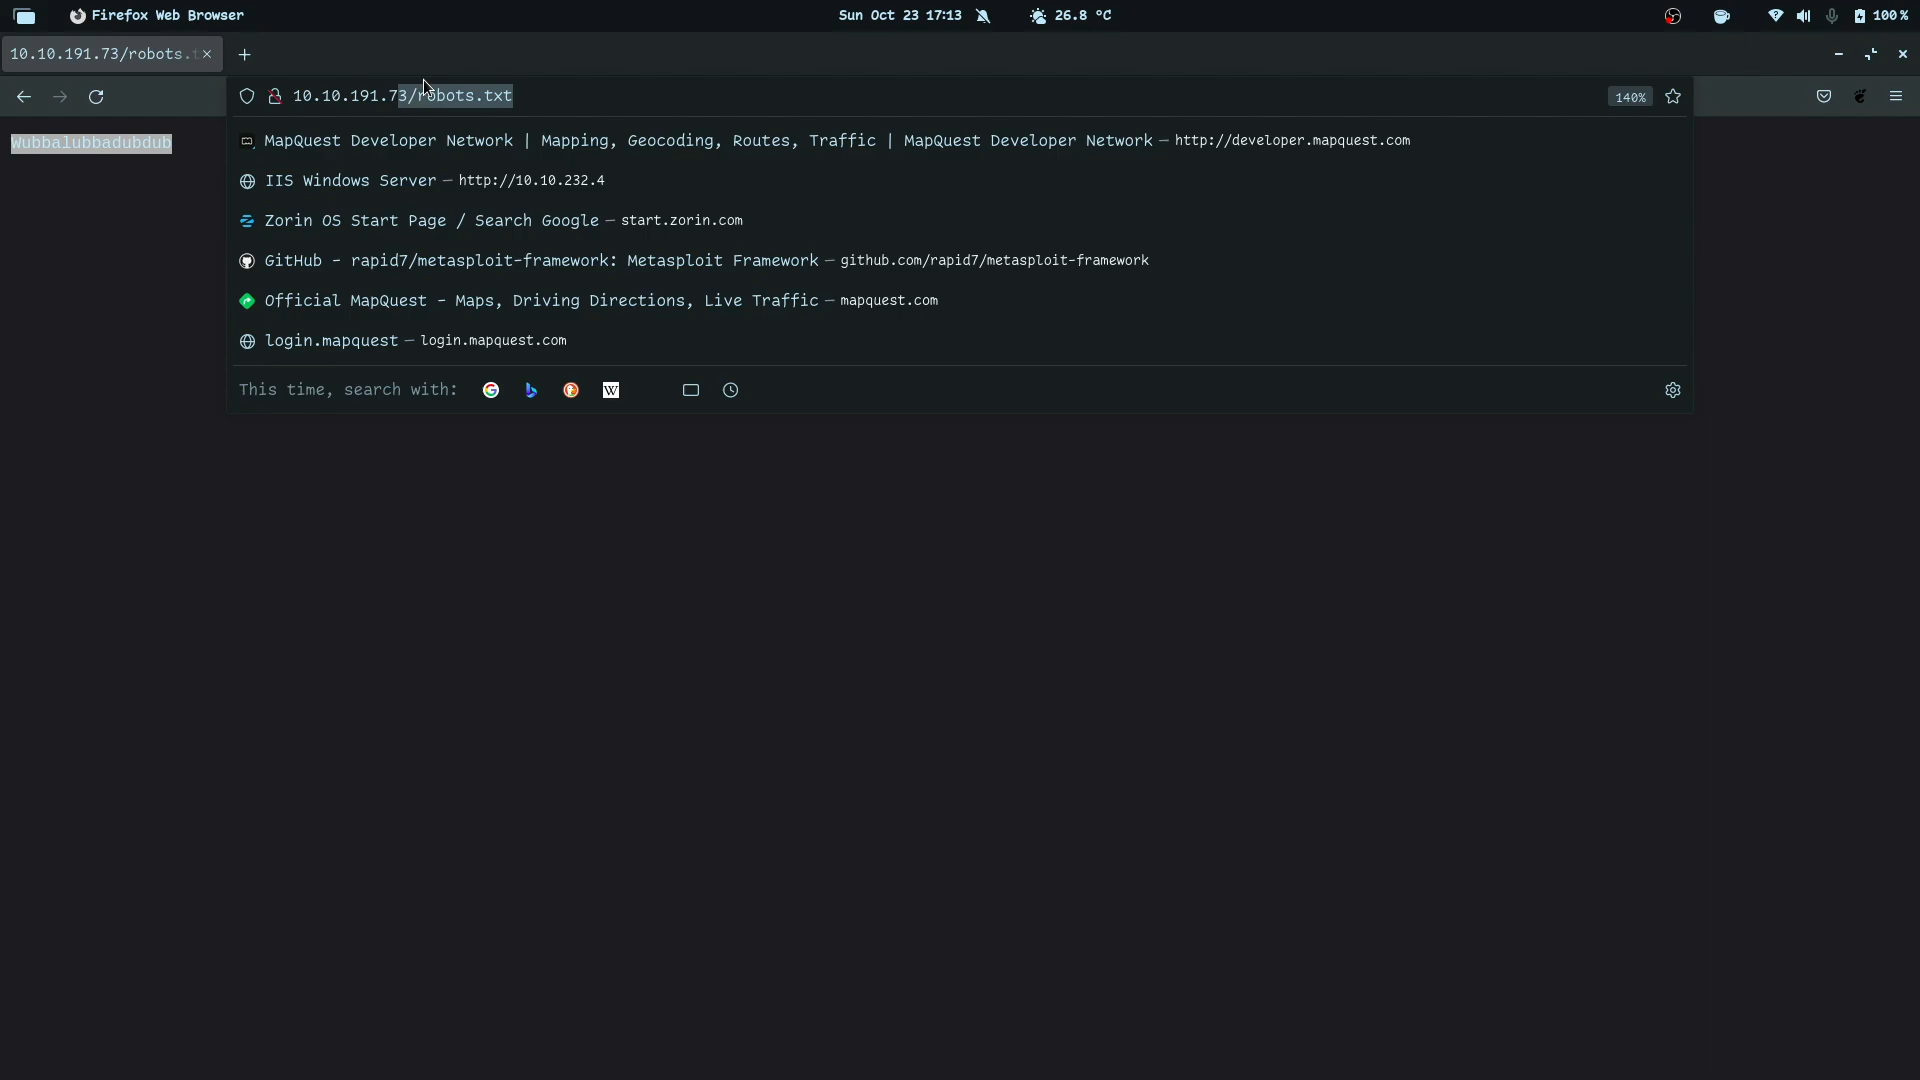 Firefox Web Browser
Sun Oct 23 17:13
26.8 °C
100%
10.10.191.73/robots.t
10.10.191.73/robots.txt
140%
Wubbalubbadubdub
MapQuest Developer Network | Mapping, Geocoding, Routes, Traffic | MapQuest Developer Network — http://developer.mapquest.com
IIS Windows Server — http://10.10.232.4
Zorin OS Start Page / Search Google — start.zorin.com
GitHub - rapid7/metasploit-framework: Metasploit Framework — github.com/rapid7/metasploit-framework
Official MapQuest - Maps, Driving Directions, Live Traffic — mapquest.com
login.mapquest — login.mapquest.com
This time, search with:
W